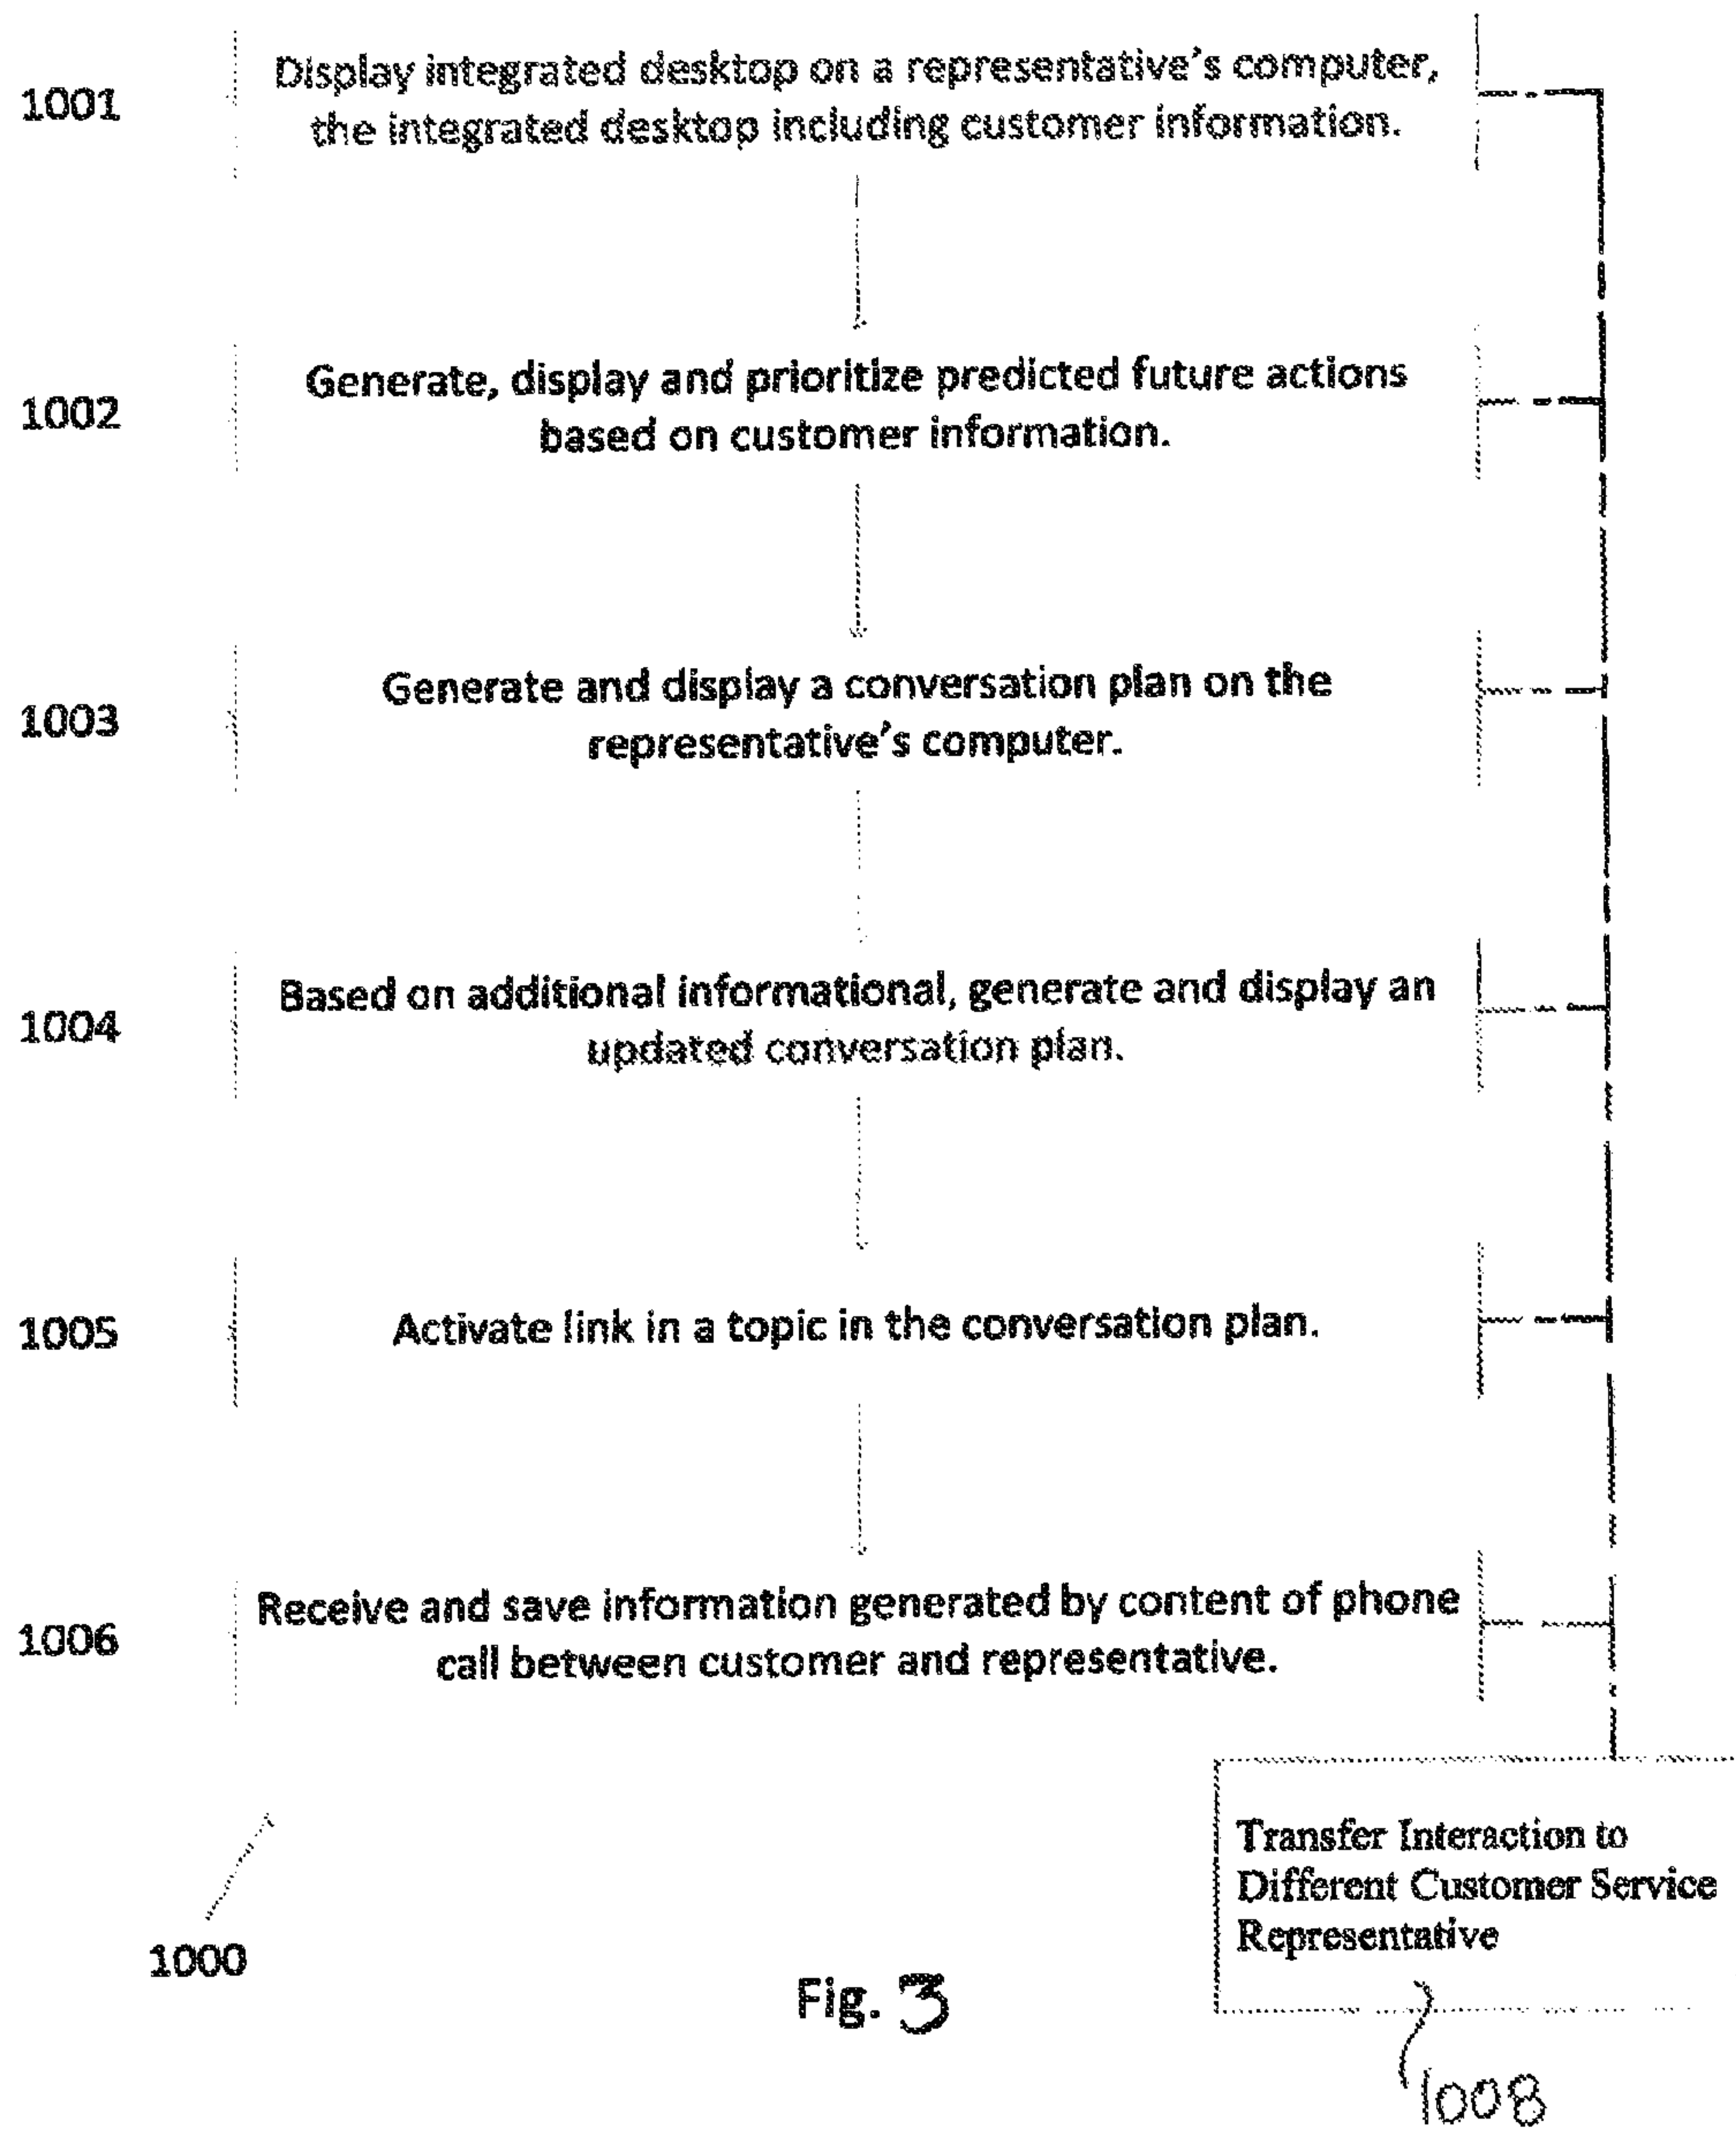 1001
Display integrated desktop on a representative's computer,
the integrated desktop including customer information.
1002
Generate, display and prioritize predicted future actions
based on customer information.
1003
Generate and display a conversation plan on the
representative's computer.
1004
Based on additional informational, generate and display an
updated conversation plan.
1005
Activate link in a topic in the conversation plan.
1006
Receive and save information generated by content of phone
call between customer and representative.
Transfer Interaction to
Different Customer Service
Representative
1000
Fig. 3
1008